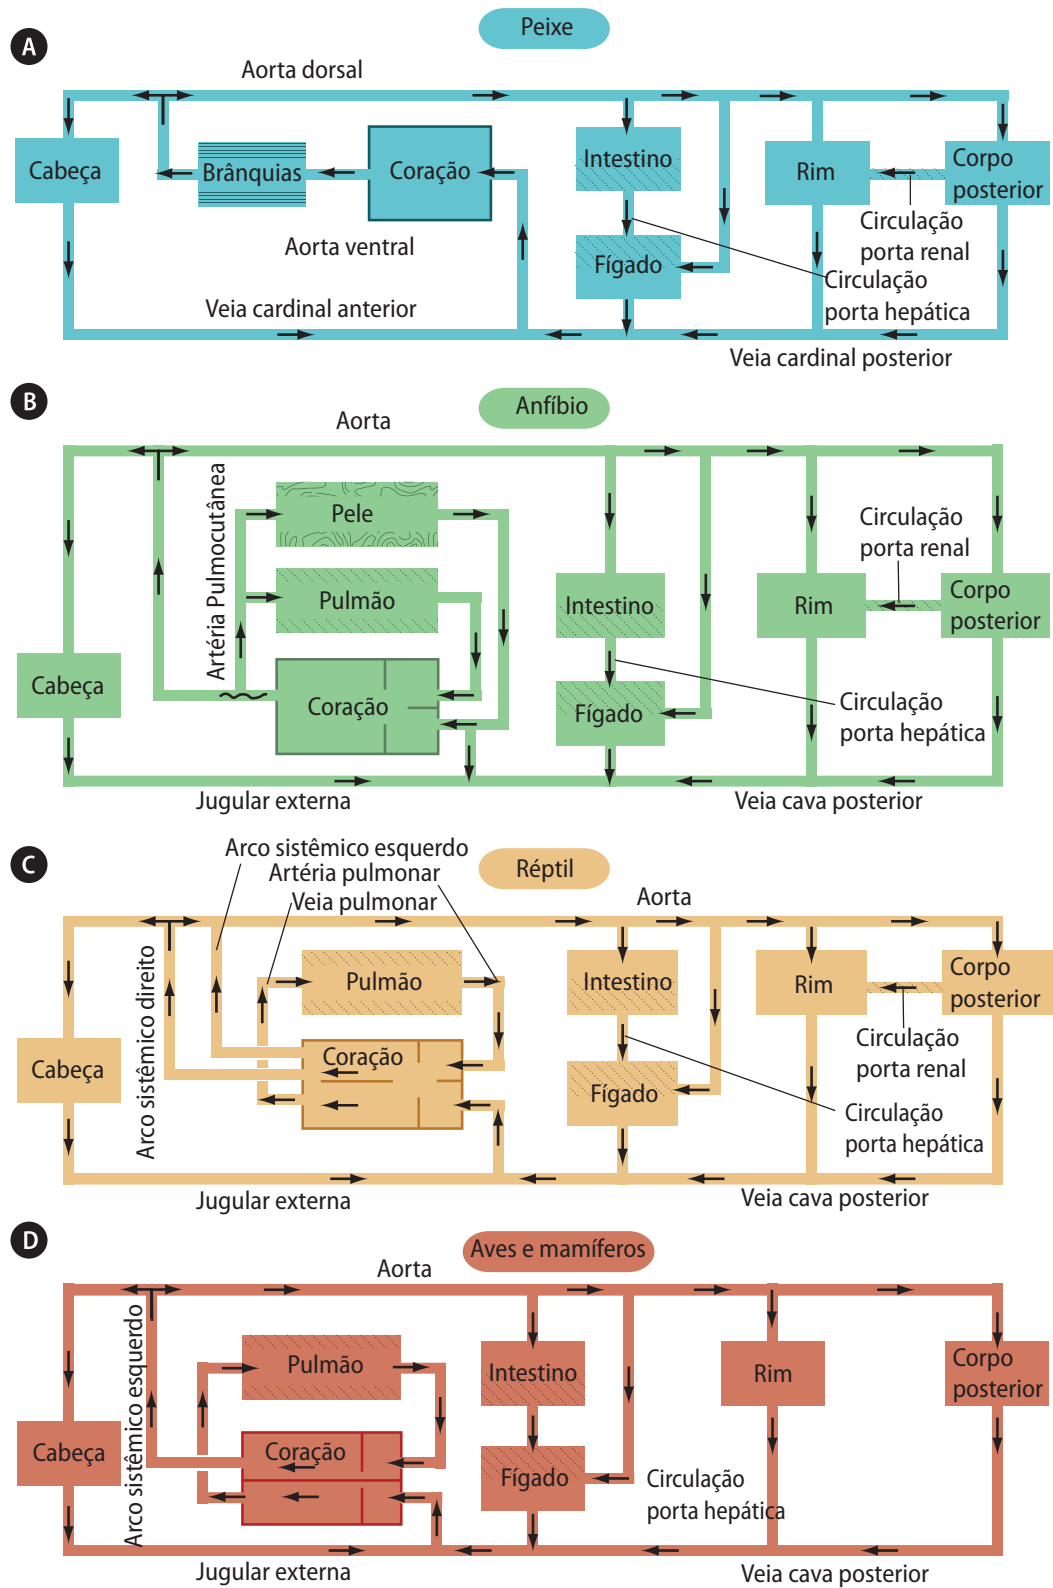 A
Peixe
Aorta dorsal
Cabeça
Brânquias
Coração
Intestino
Rim
Corpo
posterior
Aorta ventral
Fígado
Circulação
porta renal
Circulação
porta hepática
Veia cardinal anterior
Veia cardinal posterior
B
Anfíbio
Aorta
Artéria Pulmocutânea
Pele
Pulmão
Circulação
porta renal
Intestino
Rim
Corpo
posterior
Cabeça
Coração
Fígado
Circulação
porta hepática
Jugular externa
Veia cava posterior
C
Arco sistêmico esquerdo
Artéria pulmonar
Veia pulmonar
Réptil
Aorta
Arco sistêmico direito
Pulmão
Intestino
Rim
Corpo
posterior
Cabeça
Coração
Fígado
Circulação
porta renal
Circulação
porta hepática
Jugular externa
Veia cava posterior
D
Aves e mamíferos
Aorta
Arco sistêmico esquerdo
Pulmão
Intestino
Rim
Corpo
posterior
Cabeça
Coração
Fígado
Circulação
porta hepática
Jugular externa
Veia cava posterior